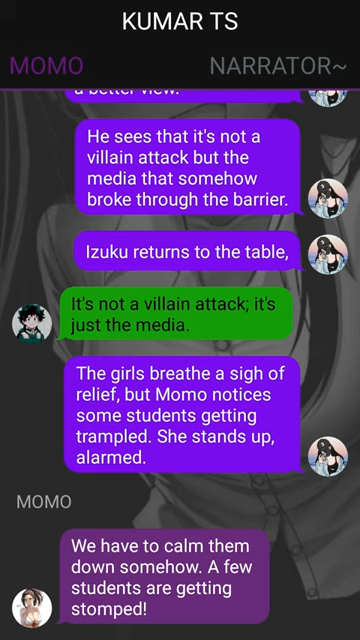 KUMAR TS
MOMO NARRATOR~
a better view.
He sees that it's not a
villain attack but the
media that somehow
broke through the barrier.
Izuku returns to the table,
It's not a villain attack; it's
just the media.
The girls breathe a sigh of
relief, but Momo notices
some students getting
trampled. She stands up,
alarmed.
MOMO
We have to calm them
down somehow. A few
students are getting
stomped!